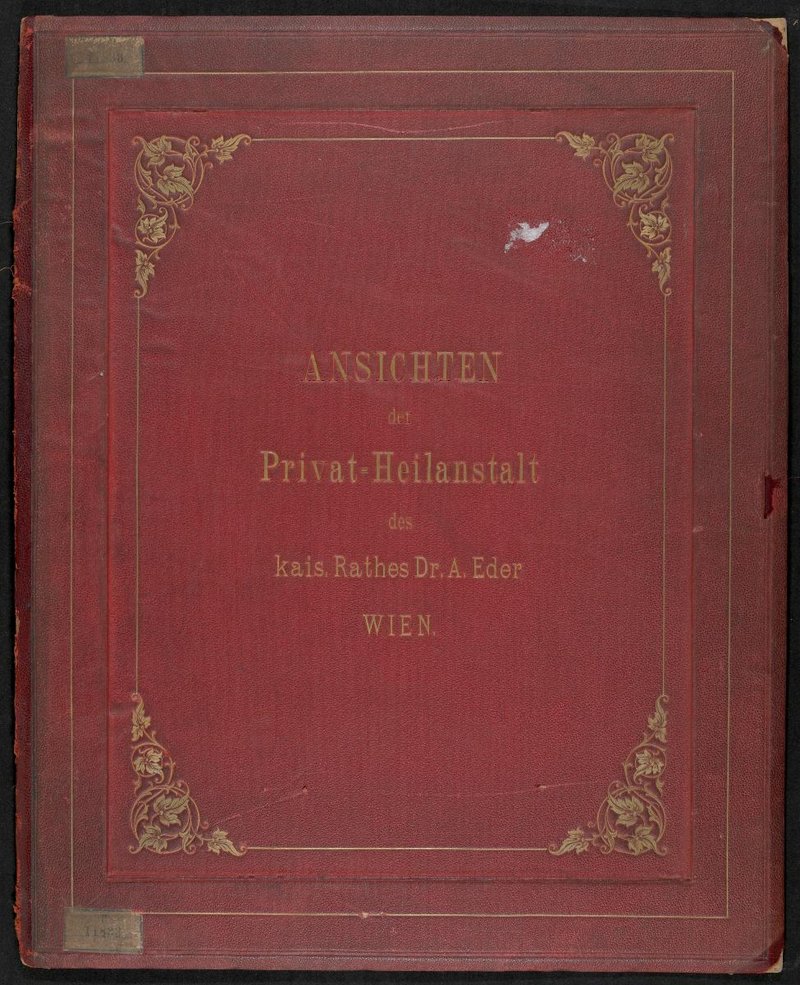 ANSICHTEN
der
Privat-Heilanstalt
des
kais. Rathes Dr. A. Eder
WIEN.